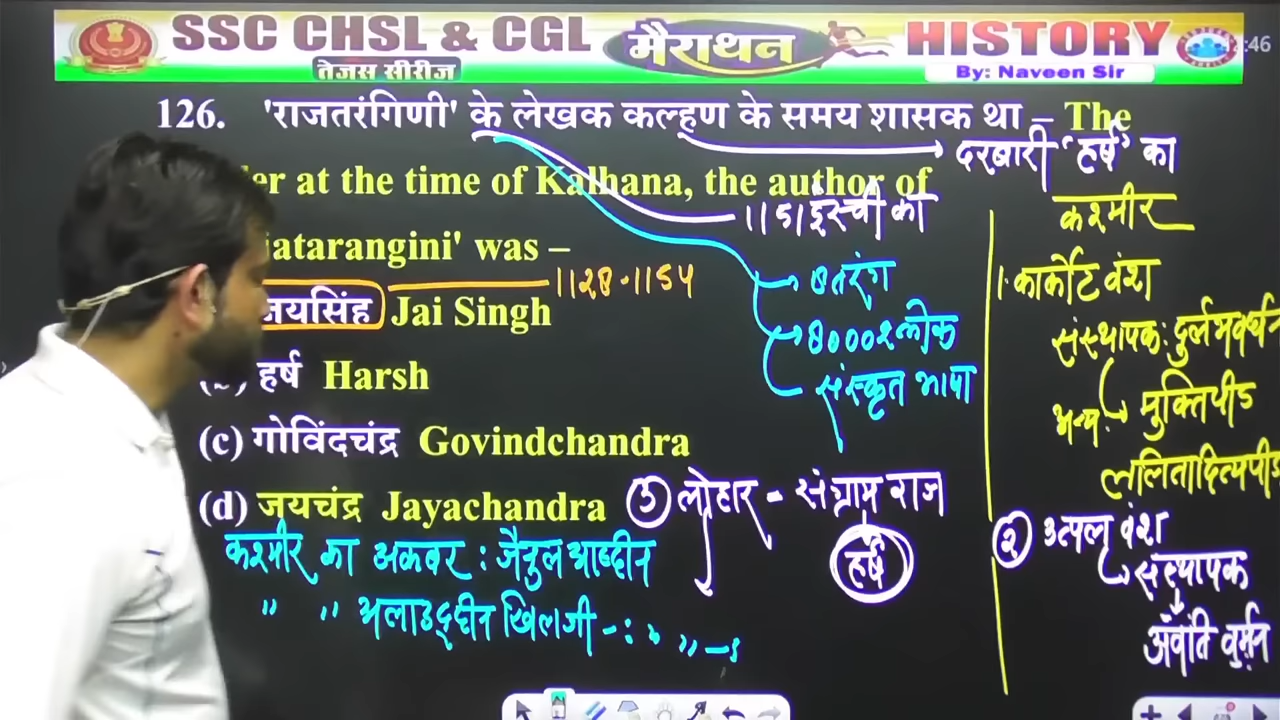 SSC CHSL & CGL
तेजस सीरीज
मैराथन
HISTORY
By: Naveen Sir
:46
126. 'राजतरंगिणी' के लेखक कल्हण के समय शासक था – The
er at the time of Kalhana, the author of
jatarangini' was –
जयसिंह Jai Singh
हर्ष Harsh
(c) गोविंदचंद्र Govindchandra
(d) जयचंद्र Jayachandra
दरबारी 'हर्ष' का
1151 ईस्वी की
1128-1154
8 तरंग
8000 श्लोक
संस्कृत भाषा
कश्मीर
1. कार्कोट वंश
संस्थापक: दुर्लभवर्धन
अन्य. मुक्तिपीड
ललितादित्यपीड
② उत्पल वंश
संस्थापक
अवंति वर्मन
③ लोहार - संग्राम राज
हर्ष
कश्मीर का अकबर : जैनुल आब्दीन
" " अलाउद्दीन खिलजी -: " "